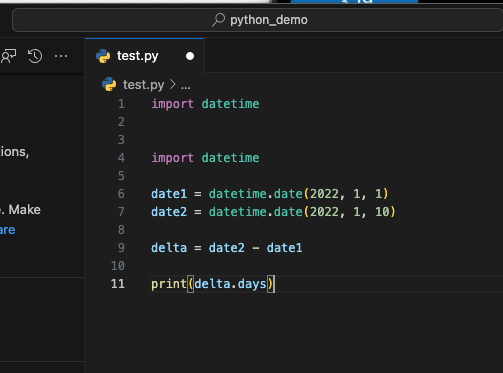 python_demo
test.py
test.py > ...
1 import datetime
2
3
4 import datetime
5
6 date1 = datetime.date(2022, 1, 1)
7 date2 = datetime.date(2022, 1, 10)
8
9 delta = date2 - date1
10
11 print(delta.days)
ions,
. Make
are